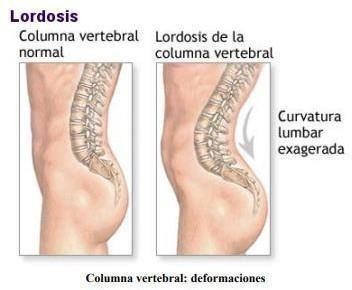 Lordosis
Columna vertebral
normal
Lordosis de la
columna vertebral
Curvatura
lumbar
exagerada
Columna vertebral: deformaciones